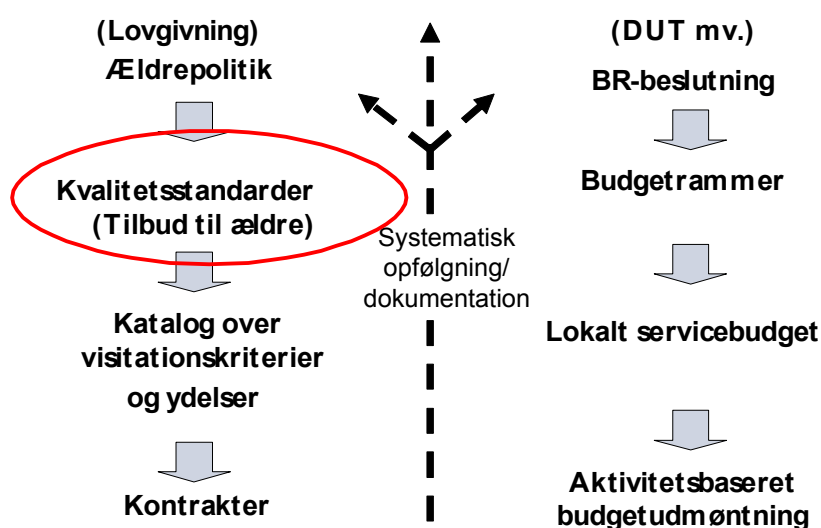 (Lovgivning)
Ældrepolitik
Kvalitetsstandarder
(Tilbud til ældre)
Katalog over
visitationskriterier
og ydelser
Kontrakter
Systematisk
opfølgning/
dokumentation
(DUT mv.)
BR-beslutning
Budgetrammer
Lokalt servicebudget
Aktivitetsbaseret
budgetudmøntning